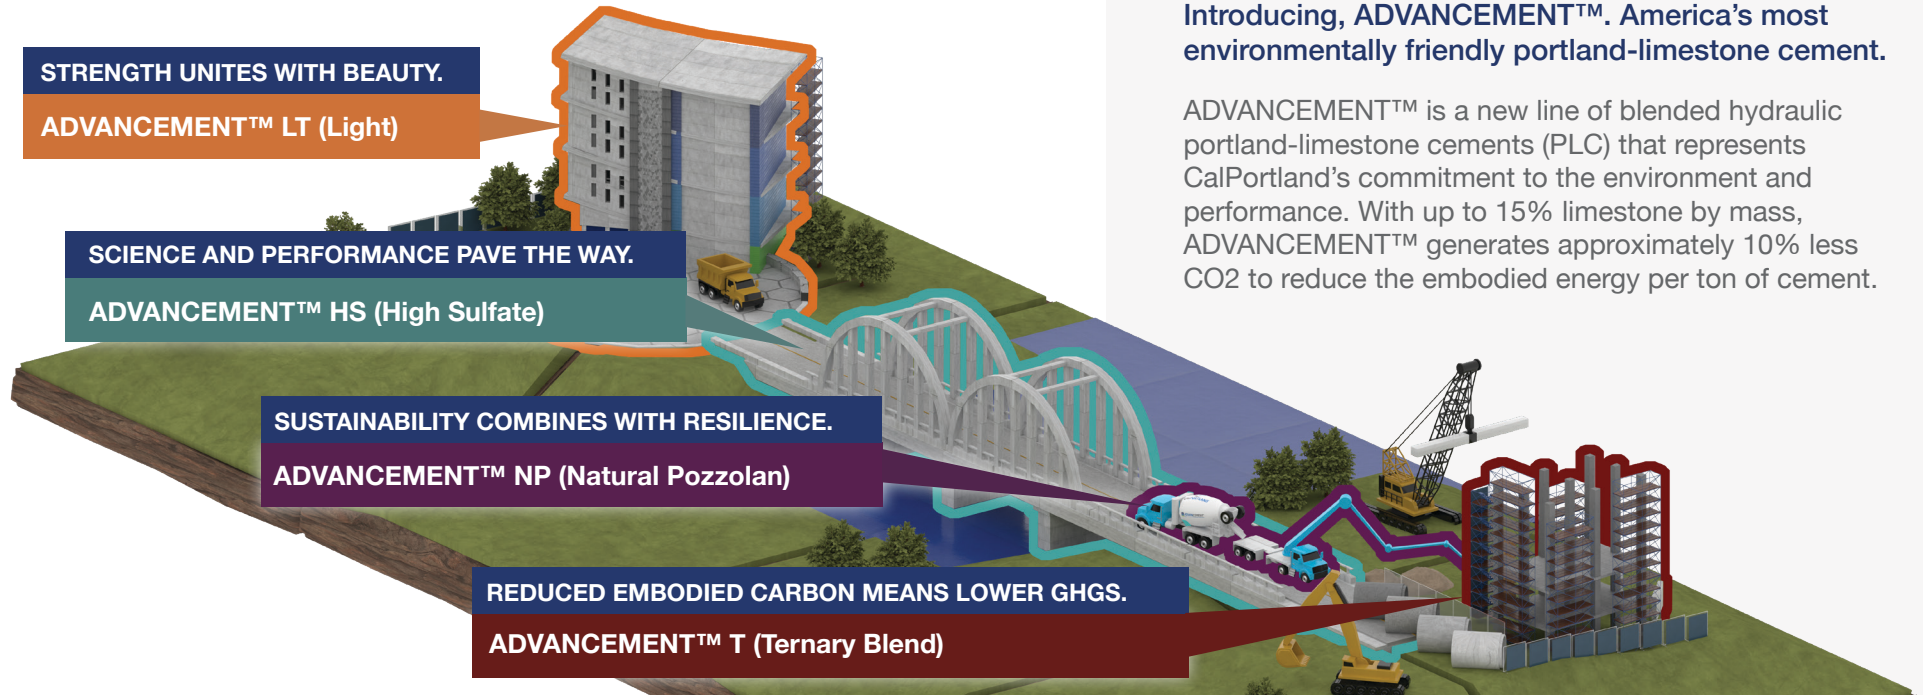 Introducing, ADVANCEMENT™. America’s most
environmentally friendly portland-limestone cement.
ADVANCEMENT™ is a new line of blended hydraulic
portland-limestone cements (PLC) that represents
CalPortland’s commitment to the environment and
performance. With up to 15% limestone by mass,
ADVANCEMENT™ generates approximately 10% less
CO2 to reduce the embodied energy per ton of cement.
STRENGTH UNITES WITH BEAUTY.
ADVANCEMENT™ LT (Light)
SCIENCE AND PERFORMANCE PAVE THE WAY.
ADVANCEMENT™ HS (High Sulfate)
SUSTAINABILITY COMBINES WITH RESILIENCE.
ADVANCEMENT™ NP (Natural Pozzolan)
REDUCED EMBODIED CARBON MEANS LOWER GHGS.
ADVANCEMENT™ T (Ternary Blend)